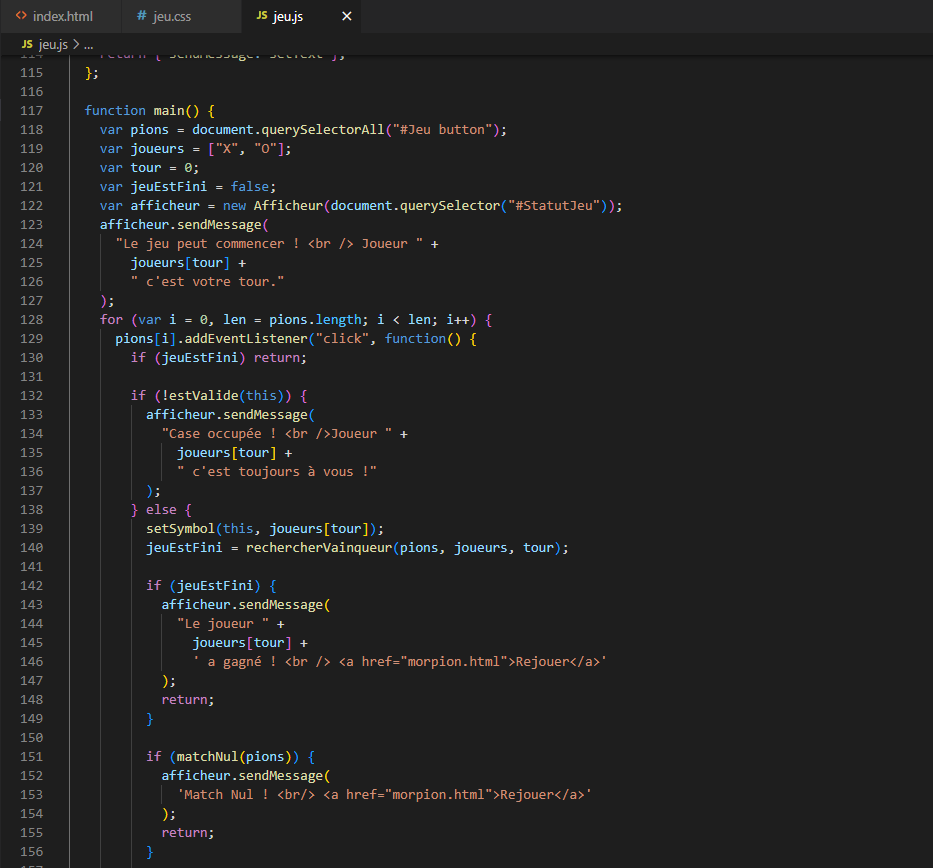 index.html
# jeu.css
JS jeu.js ×
JS jeu.js > ...
114 return { sendMessage: setText };
115 };
116
117 function main() {
118 var pions = document.querySelectorAll("#Jeu button");
119 var joueurs = ["X", "O"];
120 var tour = 0;
121 var jeuEstFini = false;
122 var afficheur = new Afficheur(document.querySelector("#StatutJeu"));
123 afficheur.sendMessage(
124 "Le jeu peut commencer ! <br /> Joueur " +
125 joueurs[tour] +
126 " c'est votre tour."
127 );
128 for (var i = 0, len = pions.length; i < len; i++) {
129 pions[i].addEventListener("click", function() {
130 if (jeuEstFini) return;
131
132 if (!estValide(this)) {
133 afficheur.sendMessage(
134 "Case occupée ! <br />Joueur " +
135 joueurs[tour] +
136 " c'est toujours à vous !"
137 );
138 } else {
139 setSymbol(this, joueurs[tour]);
140 jeuEstFini = rechercherVainqueur(pions, joueurs, tour);
141
142 if (jeuEstFini) {
143 afficheur.sendMessage(
144 "Le joueur " +
145 joueurs[tour] +
146 ' a gagné ! <br /> <a href="morpion.html">Rejouer</a>'
147 );
148 return;
149 }
150
151 if (matchNul(pions)) {
152 afficheur.sendMessage(
153 'Match Nul ! <br/> <a href="morpion.html">Rejouer</a>'
154 );
155 return;
156 }